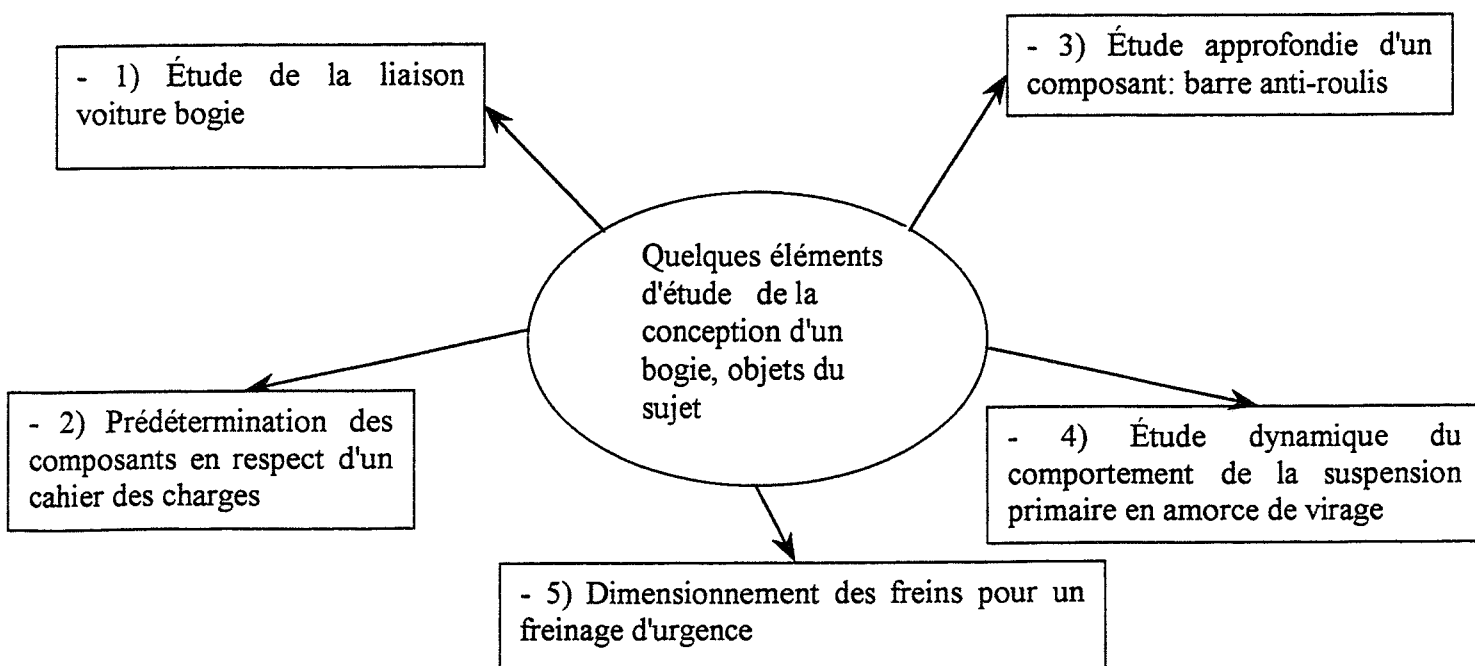 - 1) Étude de la liaison
voiture bogie
- 3) Étude approfondie d'un
composant: barre anti-roulis
Quelques éléments
d'étude de la
conception d'un
bogie, objets du
sujet
- 2) Prédétermination des
composants en respect d'un
cahier des charges
- 4) Étude dynamique du
comportement de la suspension
primaire en amorce de virage
- 5) Dimensionnement des freins pour un
freinage d'urgence